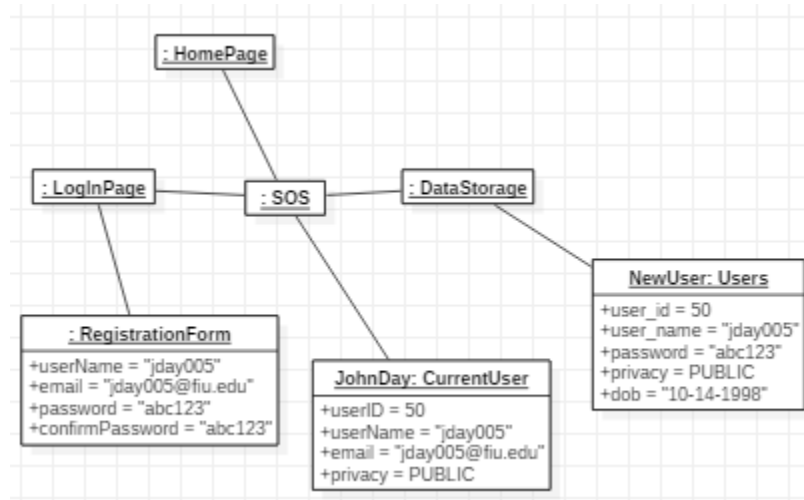 : HomePage
: LogInPage
: SOS
: DataStorage
NewUser: Users
+user_id = 50
+user_name = "jday005"
+password = "abc123"
+privacy = PUBLIC
+dob = "10-14-1998"
: RegistrationForm
+userName = "jday005"
+email = "jday005@fiu.edu"
+password = "abc123"
+confirmPassword = "abc123"
JohnDay: CurrentUser
+userID = 50
+userName = "jday005"
+email = "jday005@fiu.edu"
+privacy = PUBLIC